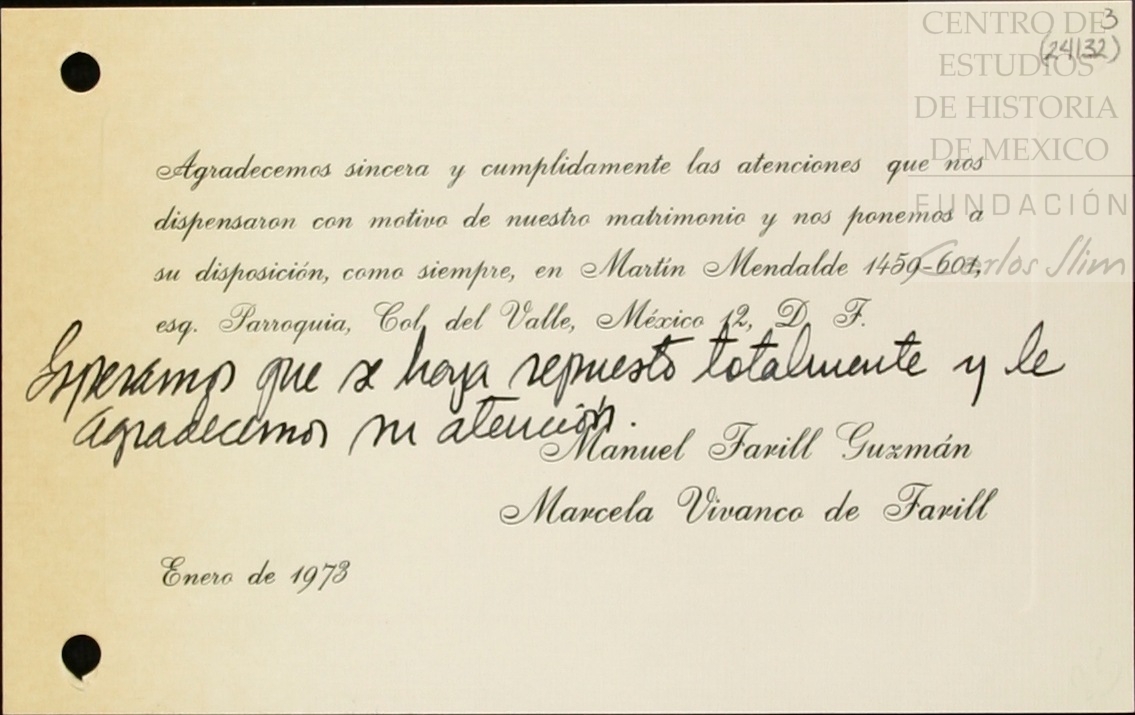 3
(24132)
CENTRO DE
ESTUDIOS
DE HISTORIA
DE MEXICO
FUNDACIÓN
Carlos Slim
Agradecemos sincera y cumplidamente las atenciones que nos
dispensaron con motivo de nuestro matrimonio y nos ponemos a
su disposición, como siempre, en Martín Mendalde 1459-601,
esq. Parroquia, Col. del Valle, México 12, D. F.
Esperamos que se haya repuesto totalmente y le
agradecemos su atención.
Manuel Farill Guzmán
Marcela Vivanco de Farill
Enero de 1973